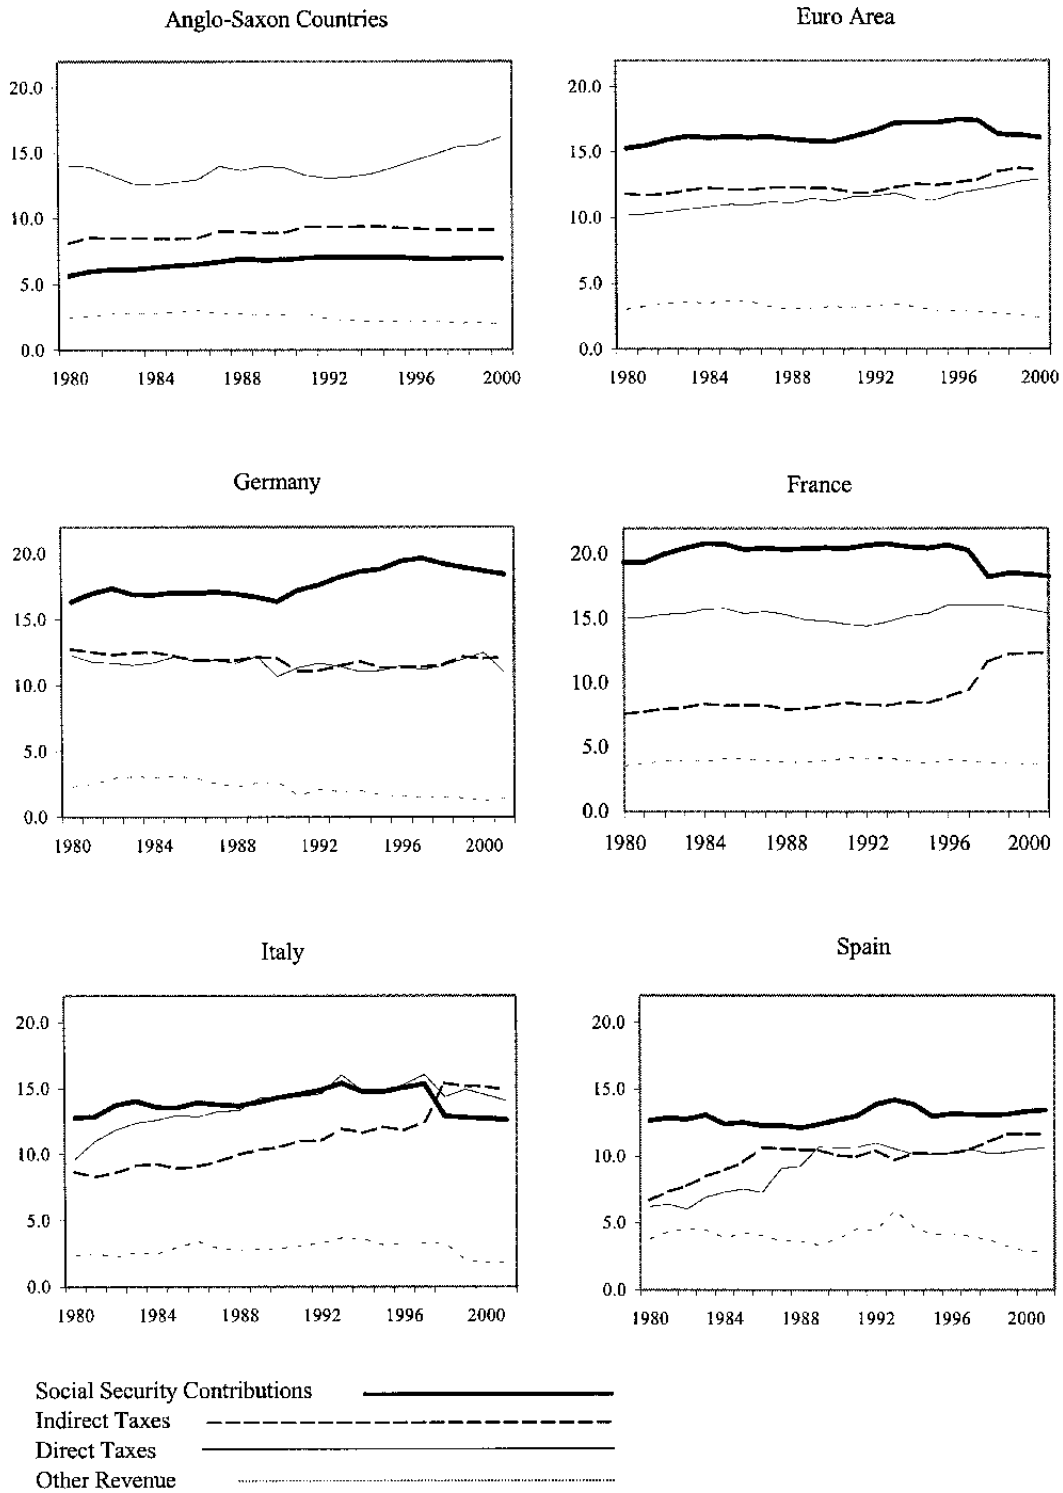 Anglo-Saxon Countries
20.0
15.0
10.0
5.0
0.0
1980 1984 1988 1992 1996 2000
Euro Area
20.0
15.0
10.0
5.0
0.0
1980 1984 1988 1992 1996 2000
Germany
20.0
15.0
10.0
5.0
0.0
1980 1984 1988 1992 1996 2000
France
20.0
15.0
10.0
5.0
0.0
1980 1984 1988 1992 1996 2000
Italy
20.0
15.0
10.0
5.0
0.0
1980 1984 1988 1992 1996 2000
Spain
20.0
15.0
10.0
5.0
0.0
1980 1984 1988 1992 1996 2000
Social Security Contributions
Indirect Taxes
Direct Taxes
Other Revenue